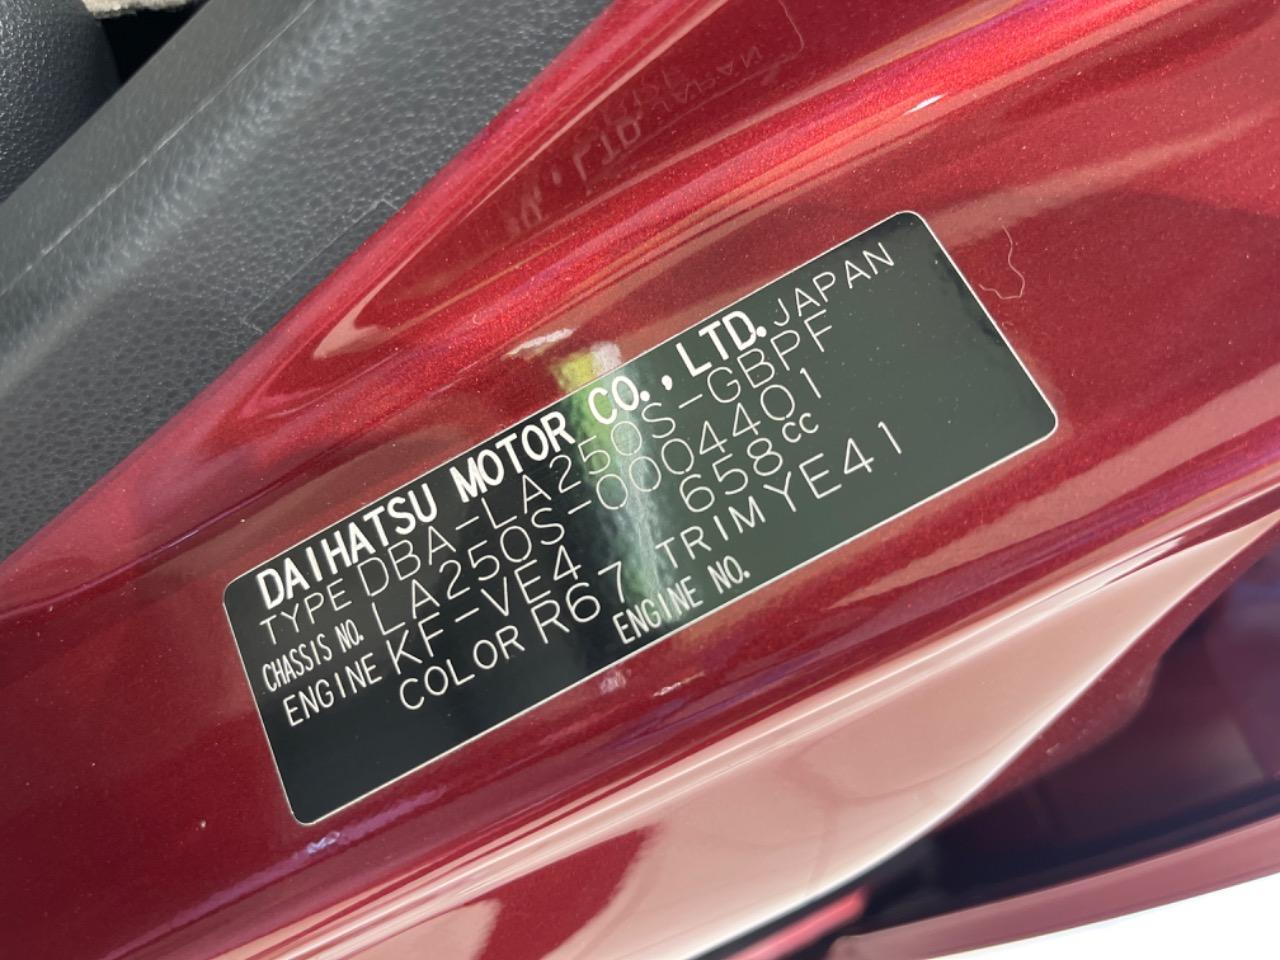 DAIHATSU MOTOR CO., LTD. JAPAN
TYPE DBA-LA250S-GBPF
CHASSIS NO. LA250S-0004401
ENGINE KF-VE4 658cc
COLOR R67 TRIM YE41
ENGINE NO.